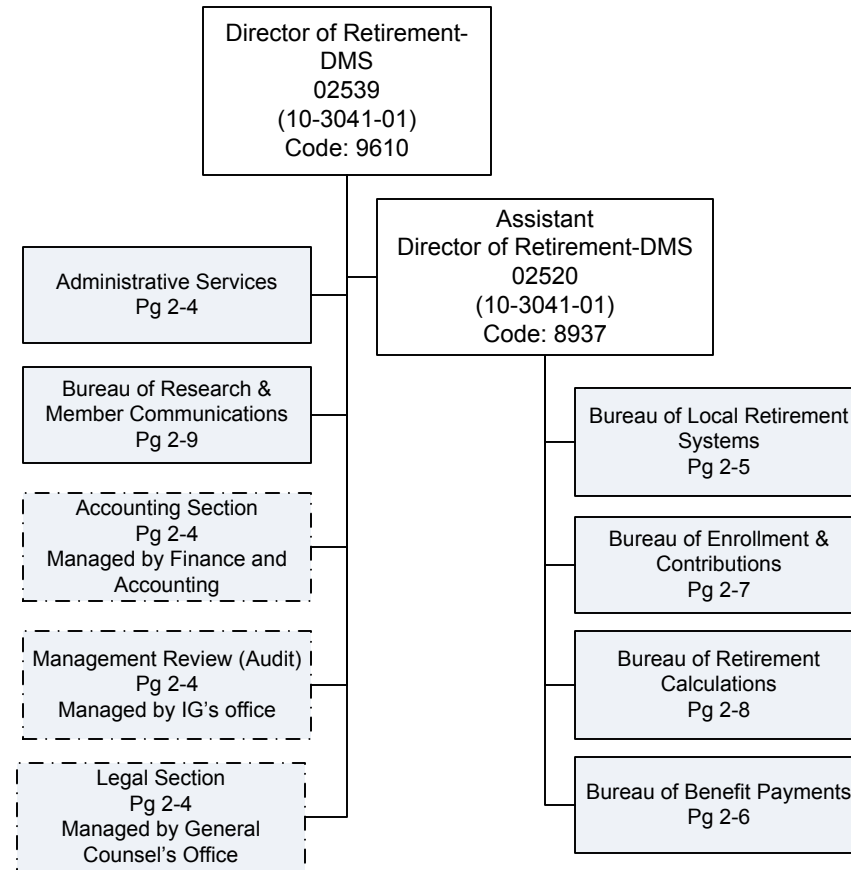 Director of Retirement-
DMS
02539
(10-3041-01)
Code: 9610
Assistant
Director of Retirement-DMS
02520
(10-3041-01)
Code: 8937
Administrative Services
Pg 2-4
Bureau of Research &
Member Communications
Pg 2-9
Accounting Section
Pg 2-4
Managed by Finance and
Accounting
Management Review (Audit)
Pg 2-4
Managed by IG’s office
Legal Section
Pg 2-4
Managed by General
Counsel’s Office
Bureau of Local Retirement
Systems
Pg 2-5
Bureau of Enrollment &
Contributions
Pg 2-7
Bureau of Retirement
Calculations
Pg 2-8
Bureau of Benefit Payments
Pg 2-6